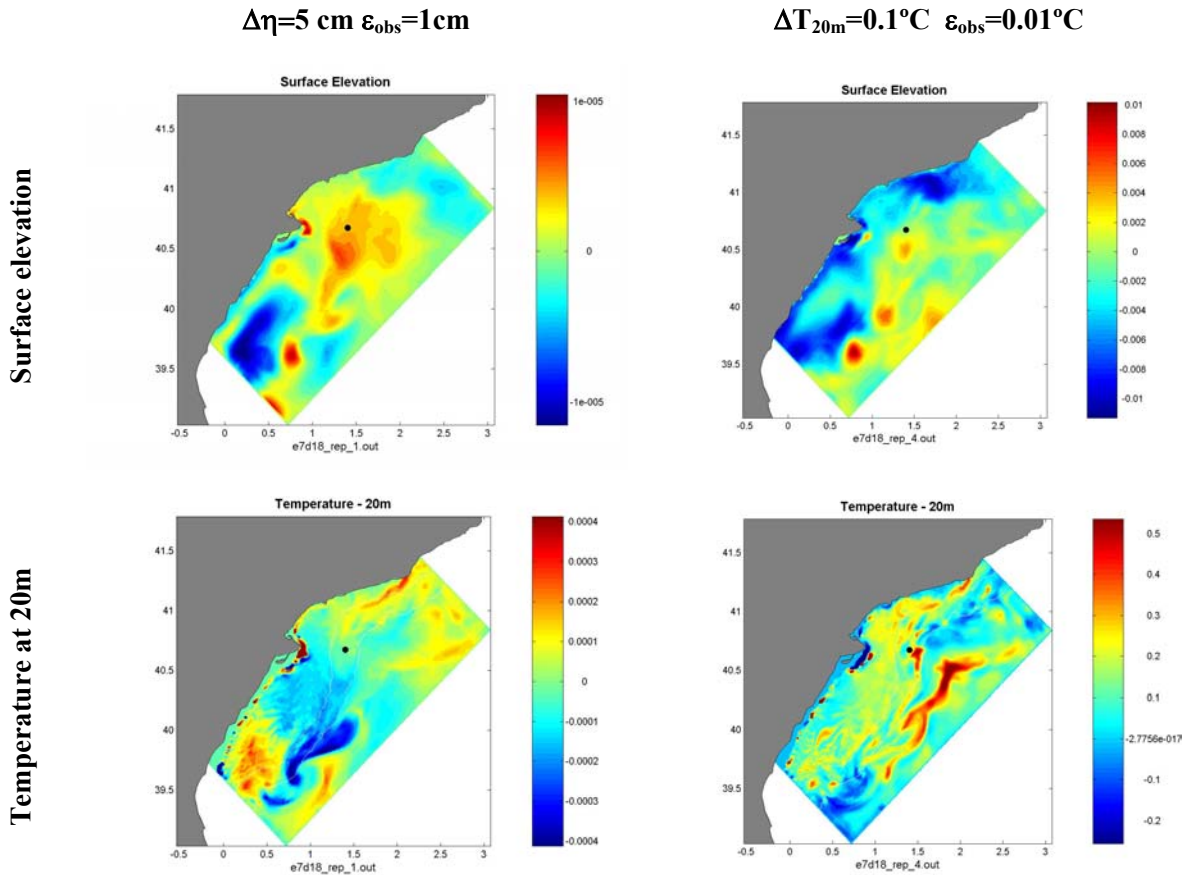 Δη=5 cm ε_obs=1cm
ΔT_20m=0.1ºC ε_obs=0.01ºC
Surface elevation
Surface Elevation
1e-005
0
-1e-005
41.5
41
40.5
40
39.5
-0.5 0 0.5 1 1.5 2 2.5 3
e7d18_rep_1.out
Surface Elevation
0.01
0.008
0.006
0.004
0.002
0
-0.002
-0.004
-0.006
-0.008
-0.01
41.5
41
40.5
40
39.5
-0.5 0 0.5 1 1.5 2 2.5 3
e7d18_rep_4.out
Temperature at 20m
Temperature - 20m
0.0004
0.0003
0.0002
0.0001
0
-0.0001
-0.0002
-0.0003
-0.0004
41.5
41
40.5
40
39.5
-0.5 0 0.5 1 1.5 2 2.5 3
e7d18_rep_1.out
Temperature - 20m
0.5
0.4
0.3
0.2
0.1
-2.7756e-017
-0.1
-0.2
41.5
41
40.5
40
39.5
-0.5 0 0.5 1 1.5 2 2.5 3
e7d18_rep_4.out